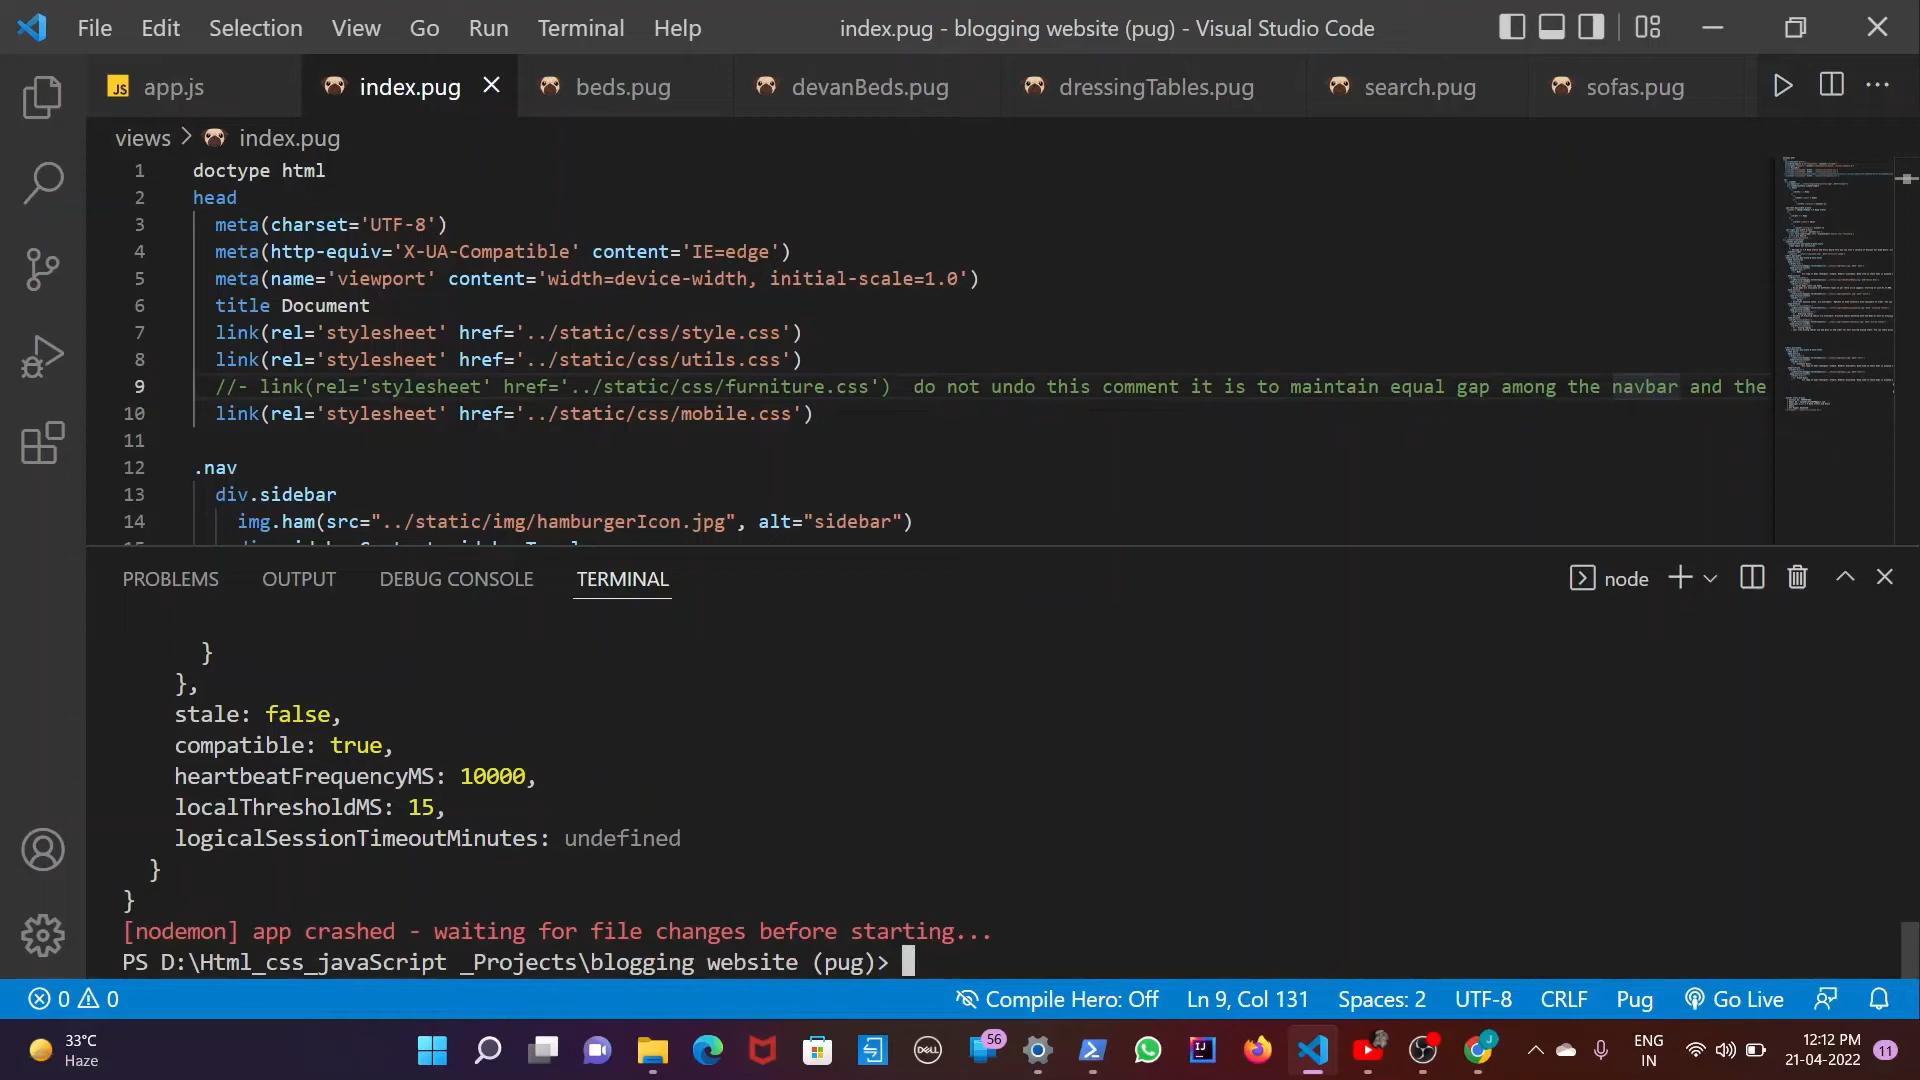 File Edit Selection View Go Run Terminal Help index.pug - blogging website (pug) - Visual Studio Code
JS app.js index.pug beds.pug devanBeds.pug dressingTables.pug search.pug sofas.pug
views > index.pug
1 doctype html
2 head
3 meta(charset='UTF-8')
4 meta(http-equiv='X-UA-Compatible' content='IE=edge')
5 meta(name='viewport' content='width=device-width, initial-scale=1.0')
6 title Document
7 link(rel='stylesheet' href='../static/css/style.css')
8 link(rel='stylesheet' href='../static/css/utils.css')
9 //- link(rel='stylesheet' href='../static/css/furniture.css')  do not undo this comment it is to maintain equal gap among the navbar and the
10 link(rel='stylesheet' href='../static/css/mobile.css')
11
12 .nav
13 div.sidebar
14 img.ham(src="../static/img/hamburgerIcon.jpg", alt="sidebar")
PROBLEMS OUTPUT DEBUG CONSOLE TERMINAL node
}
},
stale: false,
compatible: true,
heartbeatFrequencyMS: 10000,
localThresholdMS: 15,
logicalSessionTimeoutMinutes: undefined
}
}
[nodemon] app crashed - waiting for file changes before starting...
PS D:\Html_css_javaScript _Projects\blogging website (pug)>
0 0 Compile Hero: Off Ln 9, Col 131 Spaces: 2 UTF-8 CRLF Pug Go Live
33°C
Haze
DELL
56
IJ
J
ENG
IN
12:12 PM
21-04-2022
11